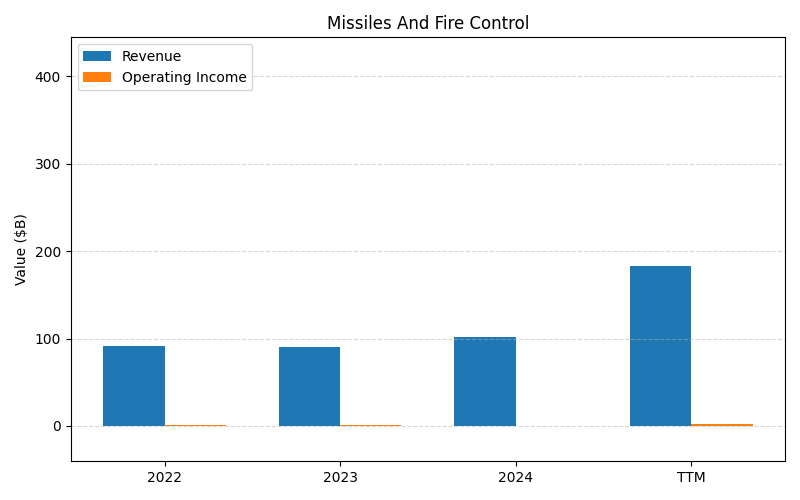 Missiles And Fire Control
Revenue
Operating Income
Value ($B)
400
300
200
100
0
2022
2023
2024
TTM